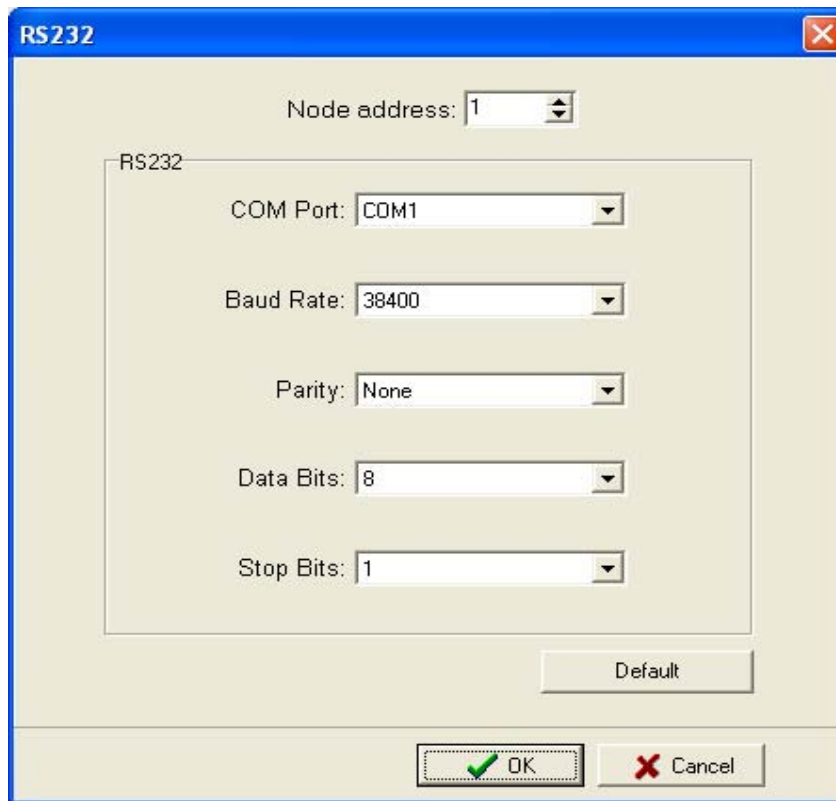 RS232
Node address: 1
RS232
COM Port: COM1
Baud Rate: 38400
Parity: None
Data Bits: 8
Stop Bits: 1
Default
OK Cancel